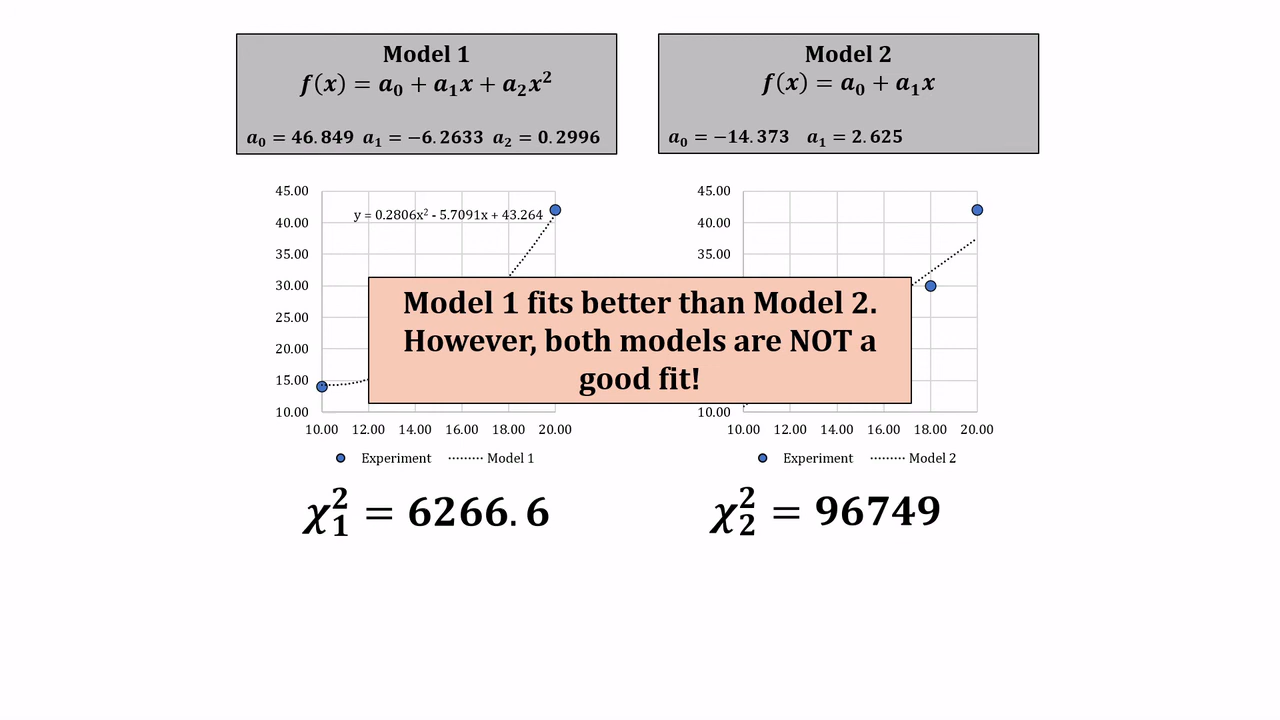 Model 1
f(x) = a₀ + a₁x + a₂x²
a₀ = 46.849 a₁ = −6.2633 a₂ = 0.2996
Model 2
f(x) = a₀ + a₁x
a₀ = −14.373 a₁ = 2.625
45.00
40.00
35.00
30.00
25.00
20.00
15.00
10.00
y = 0.2806x² - 5.7091x + 43.264
10.00 12.00 14.00 16.00 18.00 20.00
Experiment Model 1
45.00
40.00
35.00
10.00
10.00 12.00 14.00 16.00 18.00 20.00
Experiment Model 2
Model 1 fits better than Model 2.
However, both models are NOT a
good fit!
χ₁² = 6266.6
χ₂² = 96749